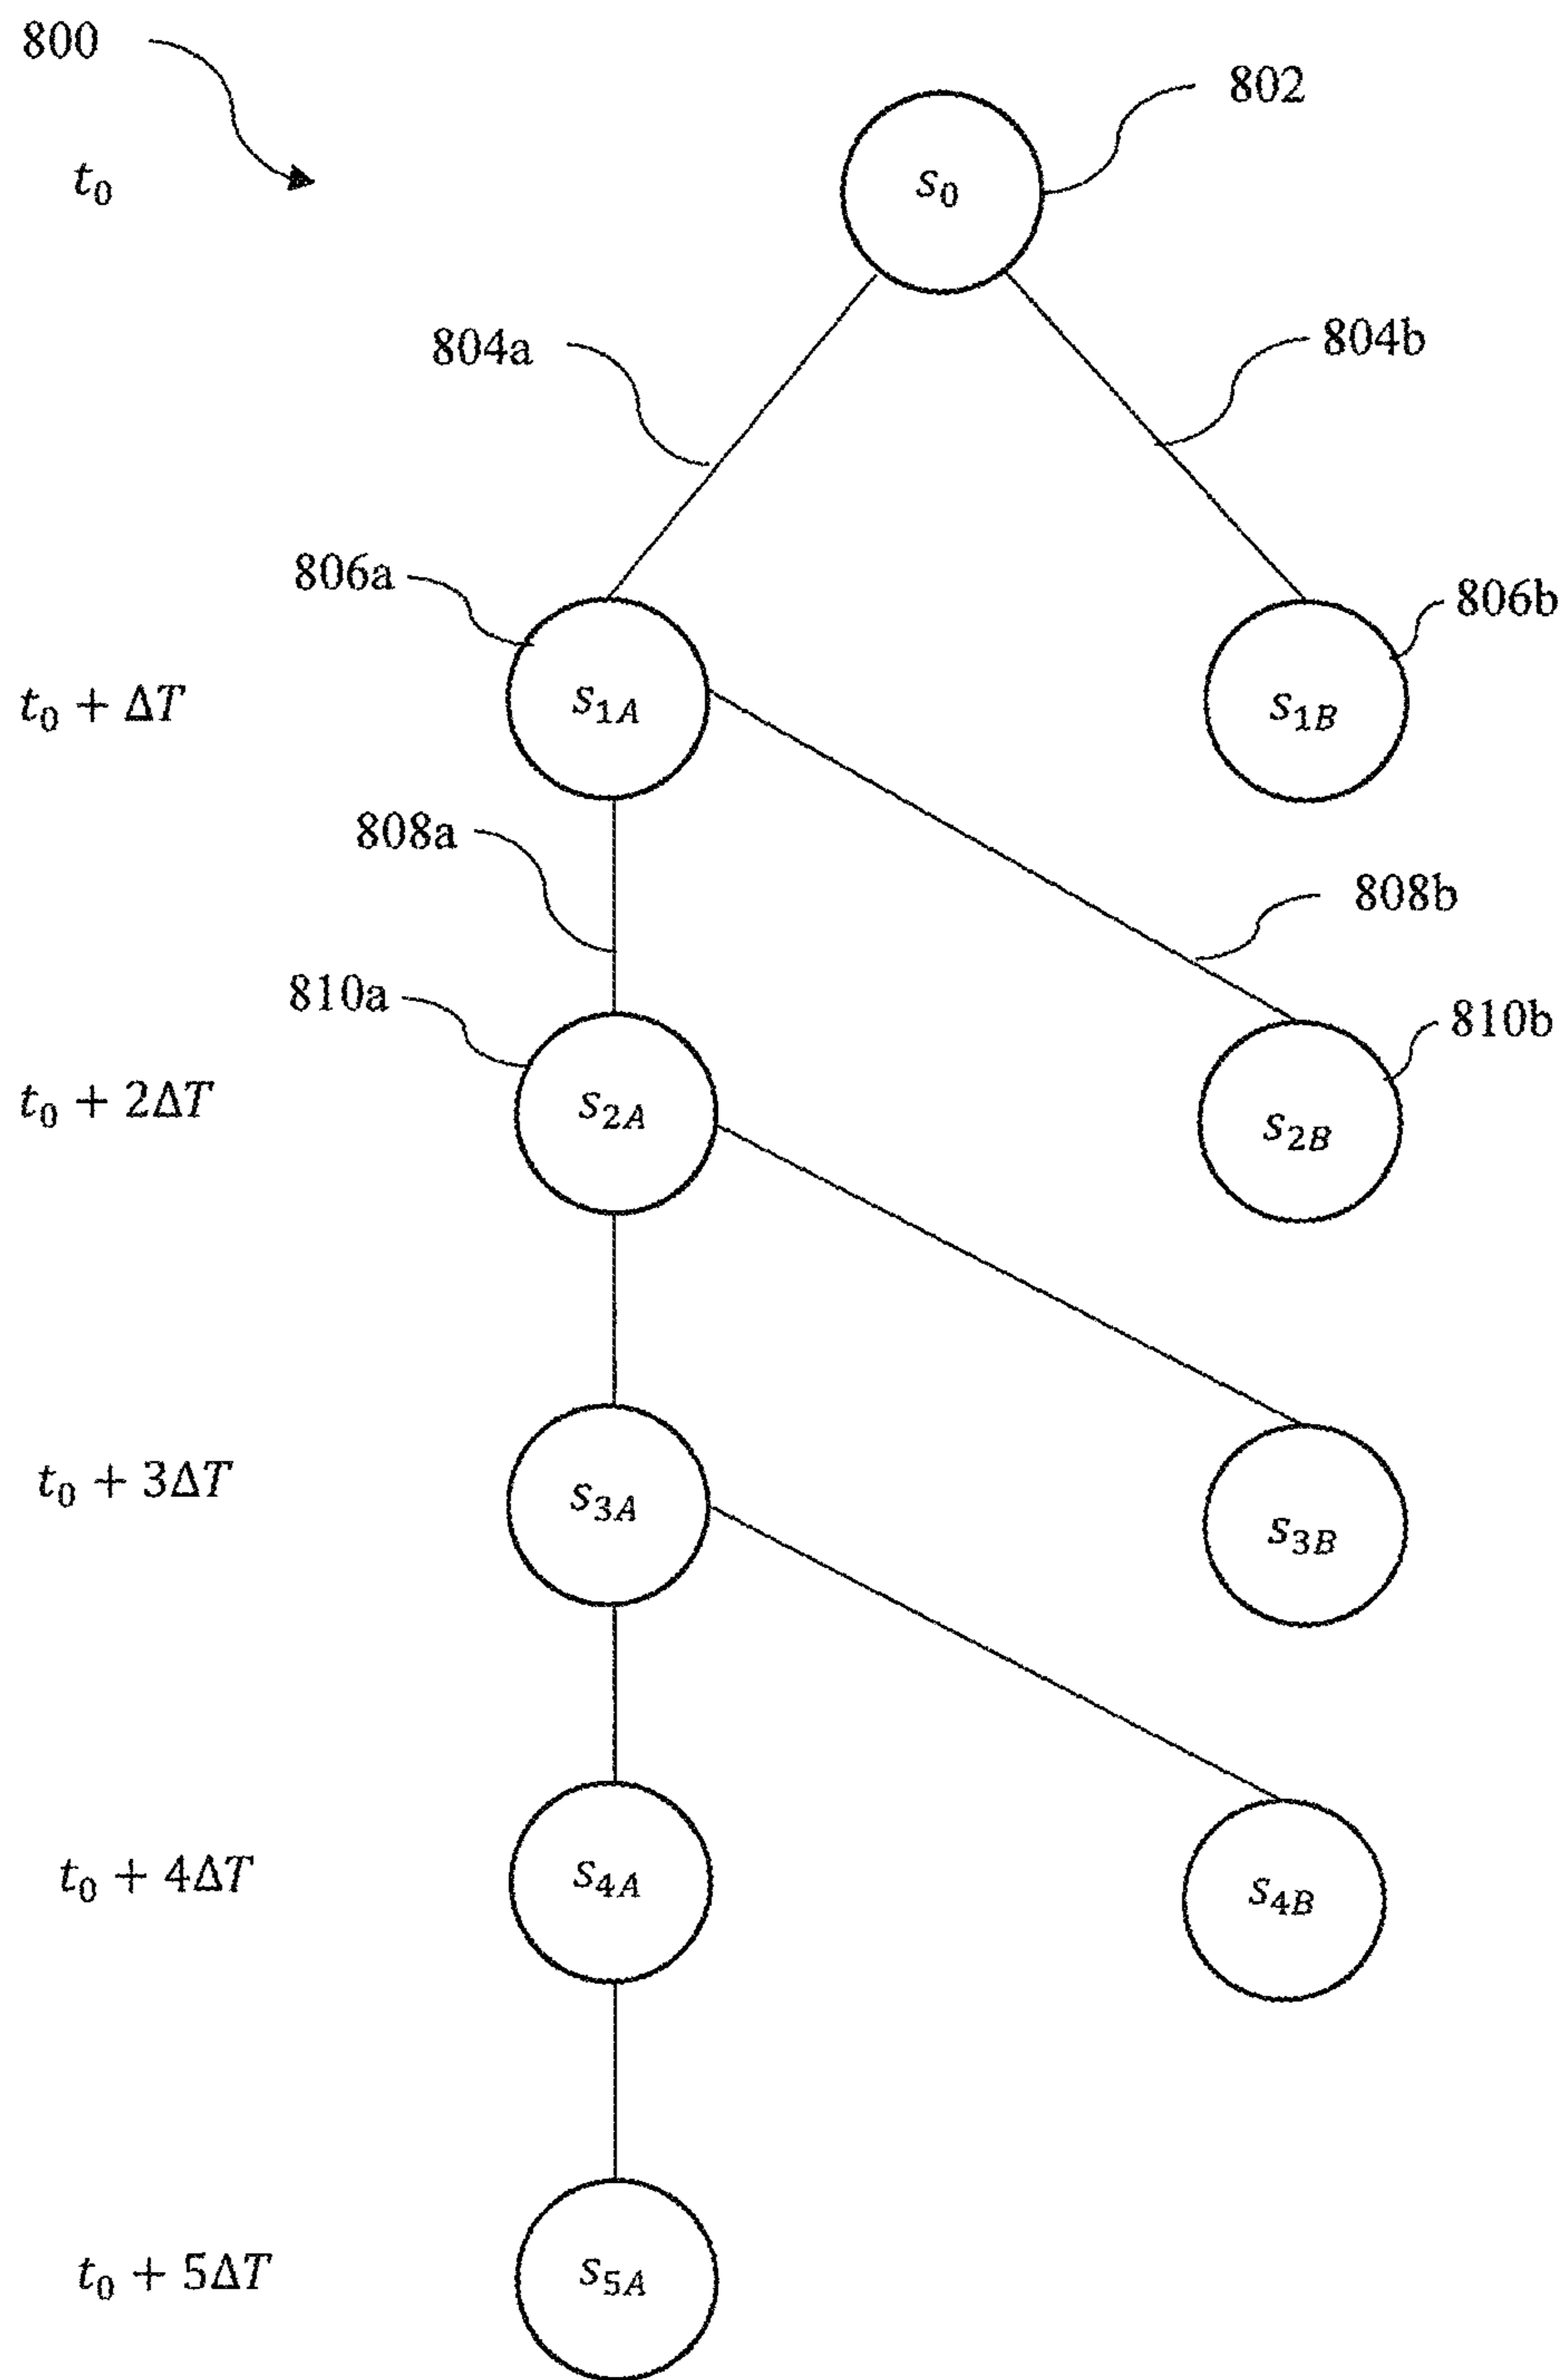 800
802
t₀
s₀
804a
804b
806a
806b
t₀ + ΔT
s₁A
s₁B
808a
808b
810a
810b
t₀ + 2ΔT
s₂A
s₂B
t₀ + 3ΔT
s₃A
s₃B
t₀ + 4ΔT
s₄A
s₄B
t₀ + 5ΔT
s₅A